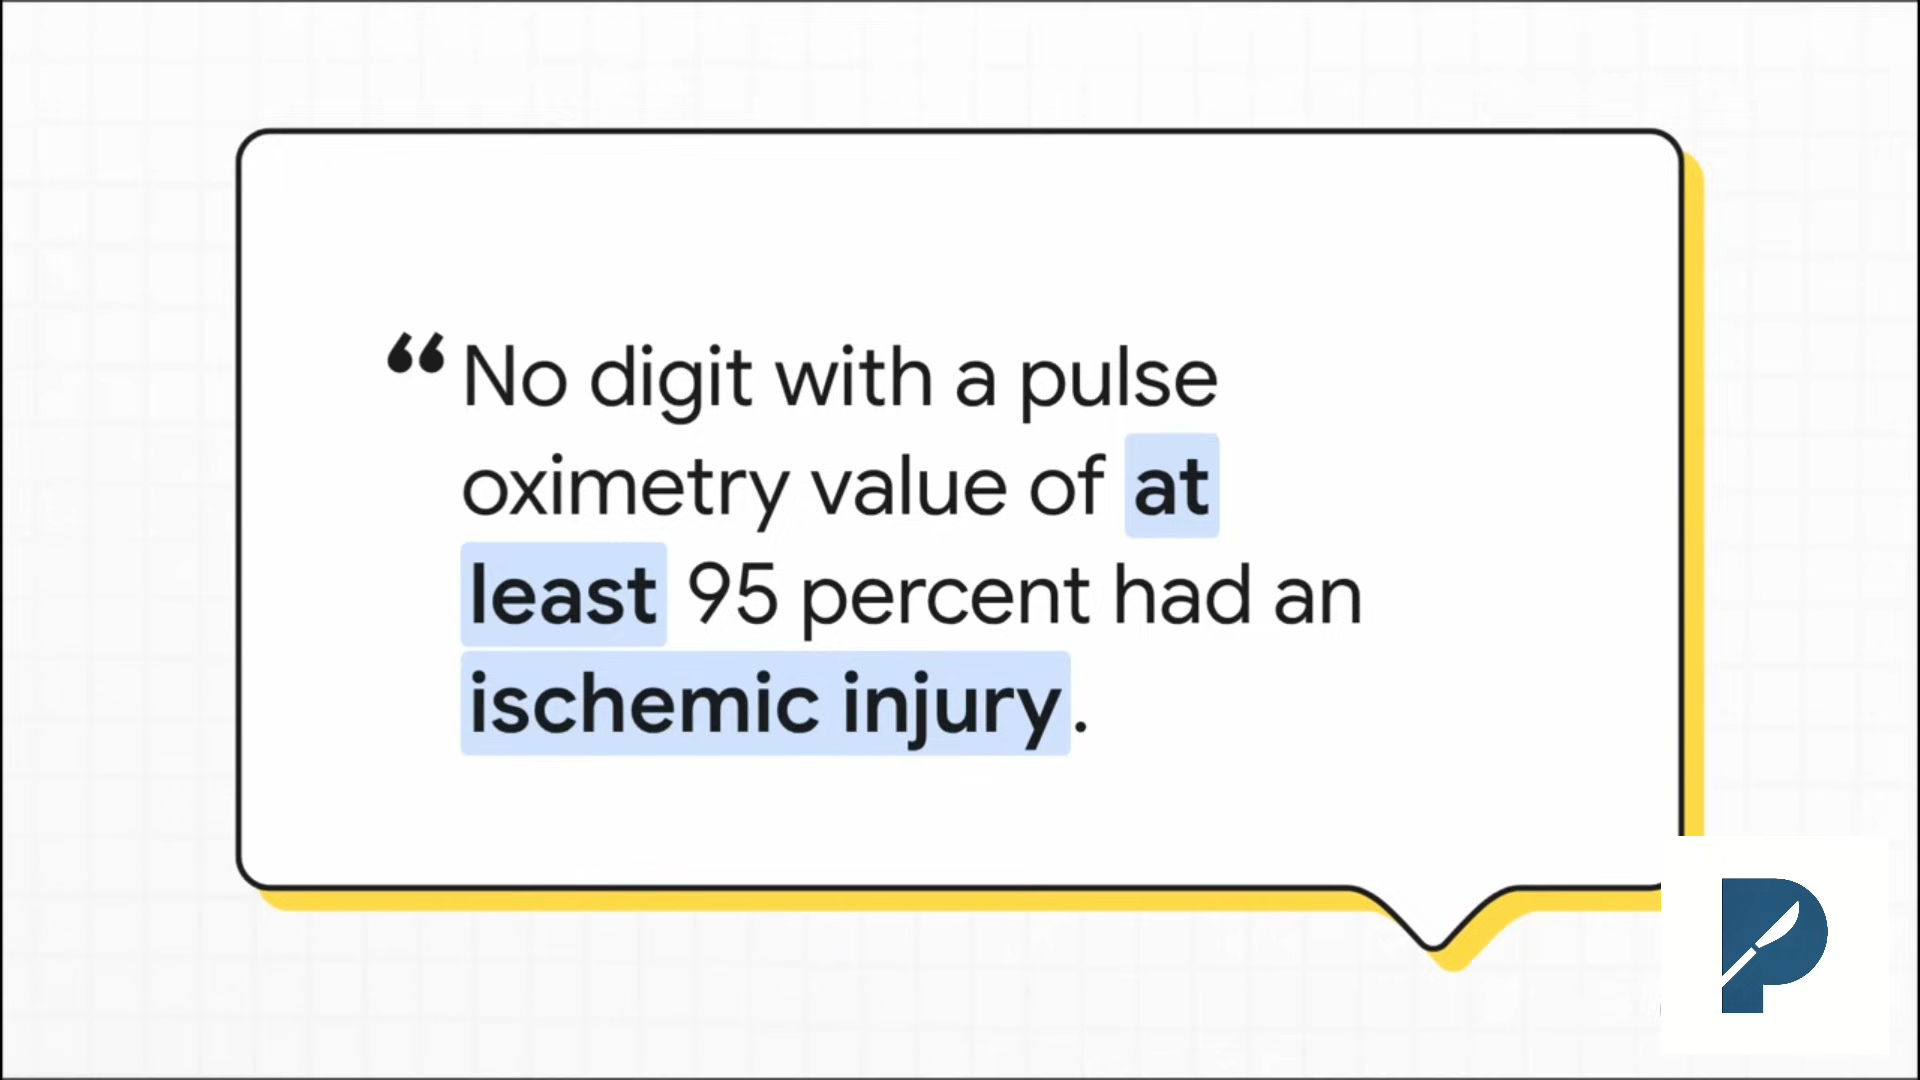 “No digit with a pulse
oximetry value of at
least 95 percent had an
ischemic injury.